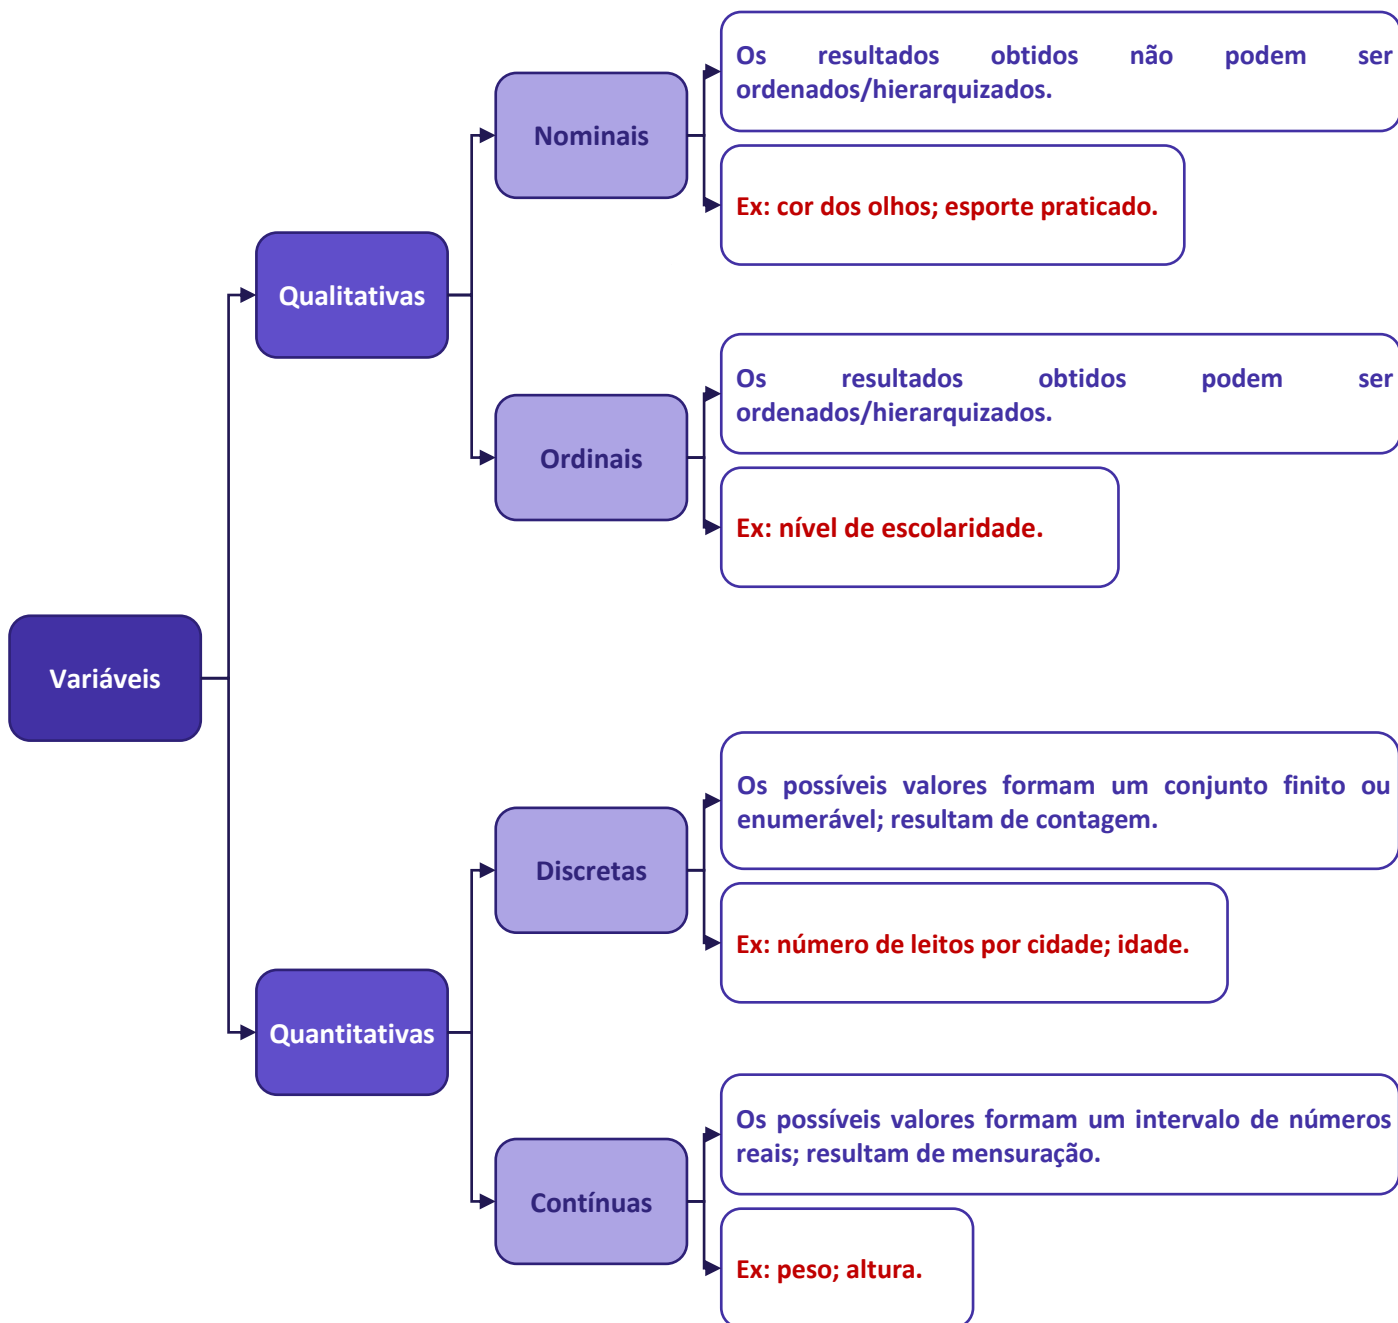 Variáveis
Qualitativas
Nominais
Os resultados obtidos não podem ser
ordenados/hierarquizados.
Ex: cor dos olhos; esporte praticado.
Ordinais
Os resultados obtidos podem ser
ordenados/hierarquizados.
Ex: nível de escolaridade.
Quantitativas
Discretas
Os possíveis valores formam um conjunto finito ou
enumerável; resultam de contagem.
Ex: número de leitos por cidade; idade.
Contínuas
Os possíveis valores formam um intervalo de números
reais; resultam de mensuração.
Ex: peso; altura.